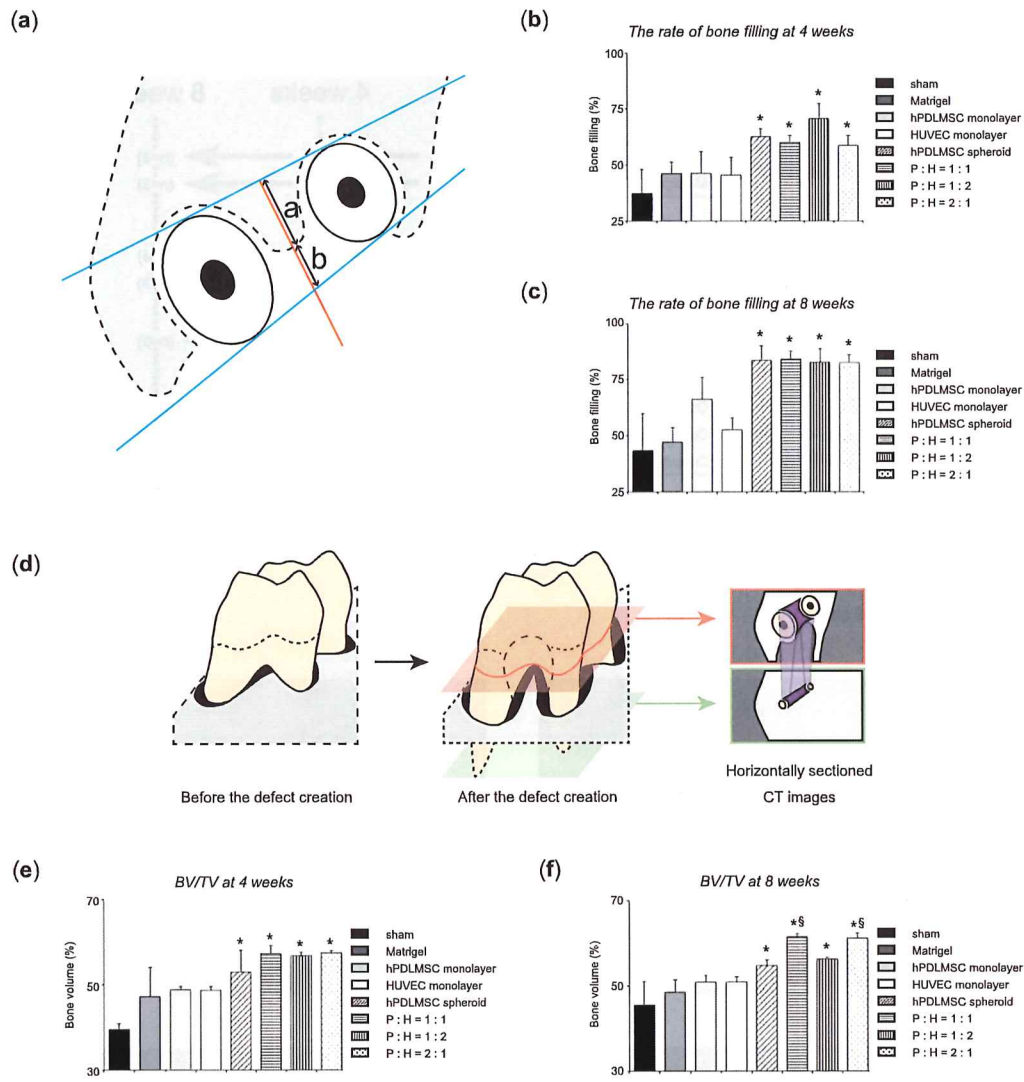 (a)
a
b
(b)
The rate of bone filling at 4 weeks
Bone filling (%)
100
75
50
25
*
*
*
*
sham
Matrigel
hPDLMSC monolayer
HUVEC monolayer
hPDLMSC spheroid
P : H = 1 : 1
P : H = 1 : 2
P : H = 2 : 1
(c)
The rate of bone filling at 8 weeks
Bone filling (%)
100
75
50
25
*
*
*
*
sham
Matrigel
hPDLMSC monolayer
HUVEC monolayer
hPDLMSC spheroid
P : H = 1 : 1
P : H = 1 : 2
P : H = 2 : 1
(d)
Before the defect creation
After the defect creation
Horizontally sectioned
CT images
(e)
BV/TV at 4 weeks
Bone volume (%)
70
50
30
*
*
*
*
sham
Matrigel
hPDLMSC monolayer
HUVEC monolayer
hPDLMSC spheroid
P : H = 1 : 1
P : H = 1 : 2
P : H = 2 : 1
(f)
BV/TV at 8 weeks
Bone volume (%)
70
50
30
*
*§
*
*§
sham
Matrigel
hPDLMSC monolayer
HUVEC monolayer
hPDLMSC spheroid
P : H = 1 : 1
P : H = 1 : 2
P : H = 2 : 1